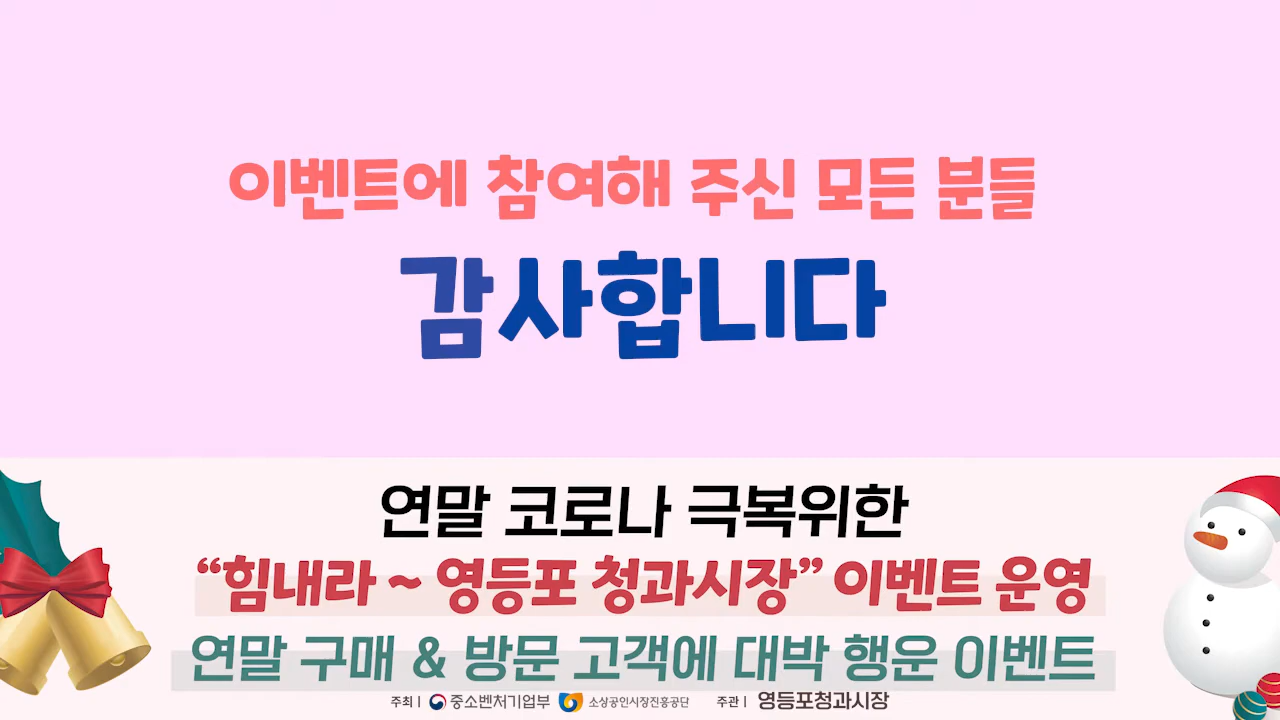 이벤트에 참여해 주신 모든 분들
감사합니다
연말 코로나 극복위한
“힘내라 ~ 영등포 청과시장” 이벤트 운영
연말 구매 & 방문 고객에 대박 행운 이벤트
주최 | 중소벤처기업부 소상공인시장진흥공단 주관 | 영등포청과시장